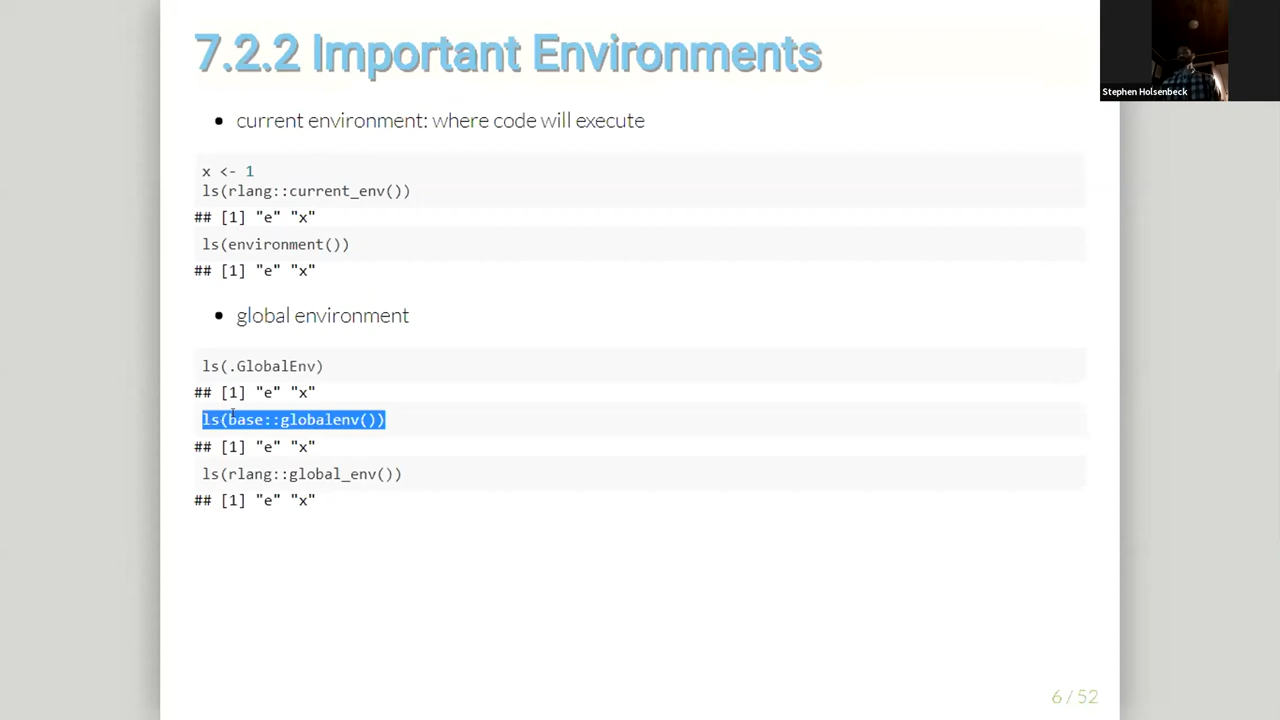 7.2.2 Important Environments
Stephen Holsenbeck
• current environment: where code will execute
x <- 1
ls(rlang::current_env())
## [1] "e" "x"
ls(environment())
## [1] "e" "x"
• global environment
ls(.GlobalEnv)
## [1] "e" "x"
ls(base::globalenv())
## [1] "e" "x"
ls(rlang::global_env())
## [1] "e" "x"
6 / 52